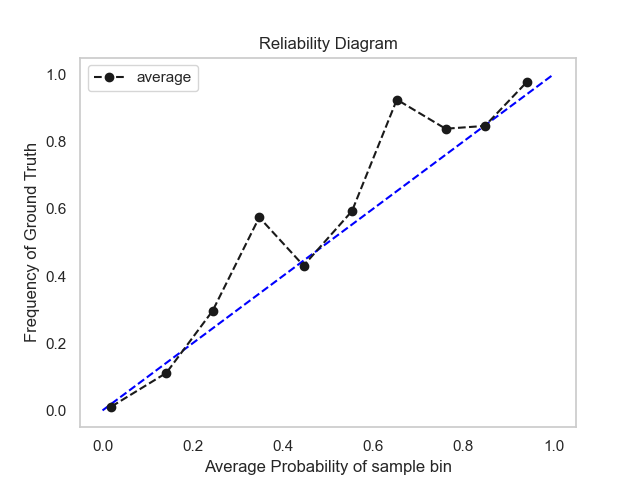 Reliability Diagram
average
Frequency of Ground Truth
1.0
0.8
0.6
0.4
0.2
0.0
0.0 0.2 0.4 0.6 0.8 1.0
Average Probability of sample bin